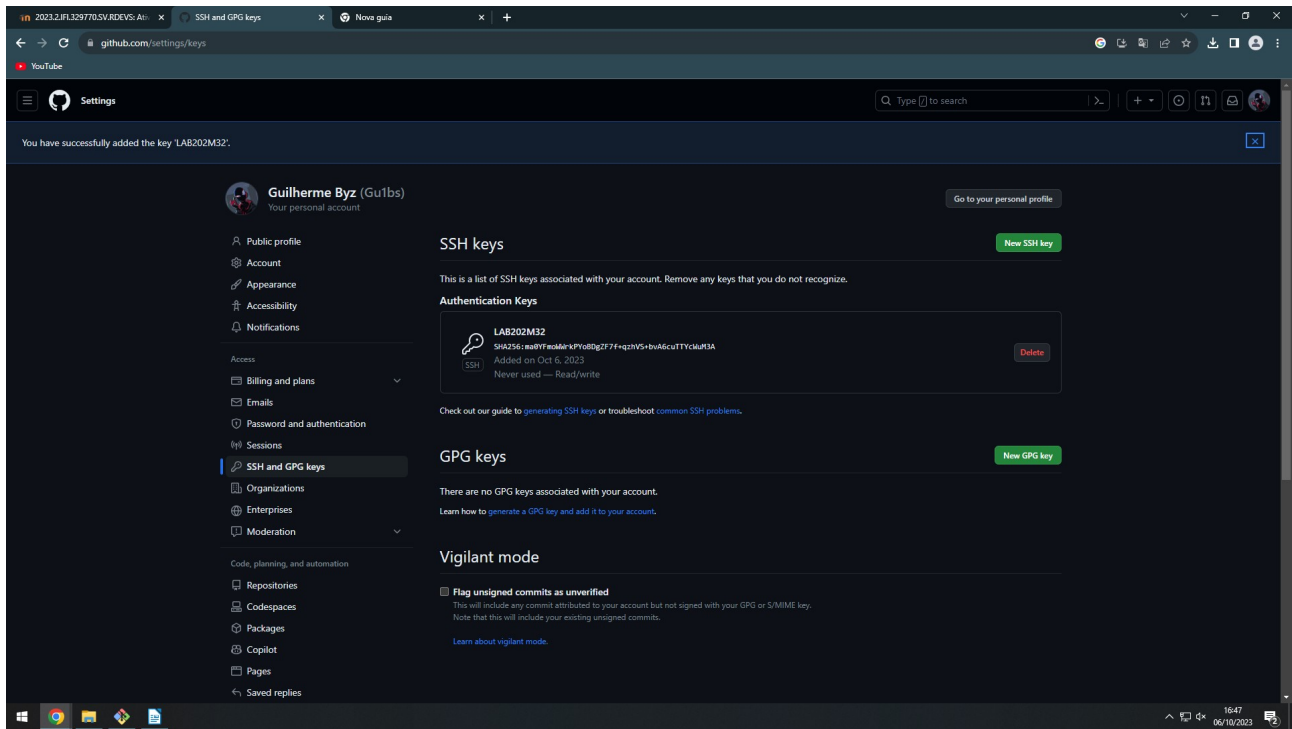 2023.2.IFI.329770.SV.RDEVS: Ativ
SSH and GPG keys
Nova guia
github.com/settings/keys
YouTube
Settings
Type / to search
You have successfully added the key 'LAB202M32'.
Guilherme Byz (Gu1bs)
Your personal account
Go to your personal profile
Public profile
Account
Appearance
Accessibility
Notifications
Access
Billing and plans
Emails
Password and authentication
Sessions
SSH and GPG keys
Organizations
Enterprises
Moderation
Code, planning, and automation
Repositories
Codespaces
Packages
Copilot
Pages
Saved replies
SSH keys
New SSH key
This is a list of SSH keys associated with your account. Remove any keys that you do not recognize.
Authentication Keys
LAB202M32
SSH
Added on Oct 6, 2023
Never used — Read/write
Delete
Check out our guide to generating SSH keys or troubleshoot common SSH problems.
GPG keys
New GPG key
There are no GPG keys associated with your account.
Learn how to generate a GPG key and add it to your account.
Vigilant mode
Flag unsigned commits as unverified
This will include any commit attributed to your account but not signed with your GPG or S/MIME key.
Note that this will include your existing unsigned commits.
Learn about vigilant mode.
16:47
06/10/2023
2